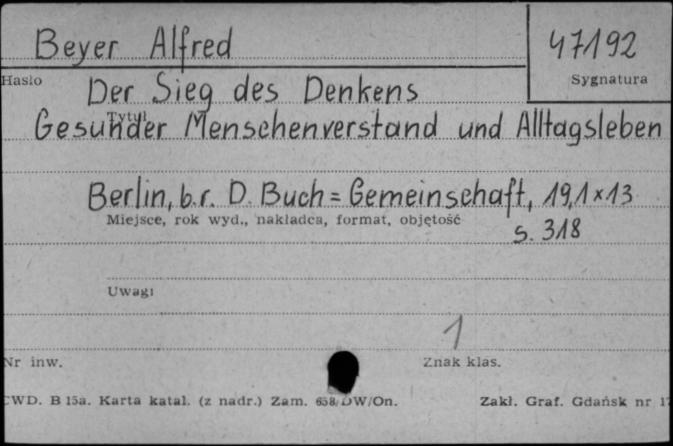 Beyer Alfred
47192
Hasło
Sygnatura
Der Sieg des Denkens
Tytuł
Gesunder Menschenverstand und Alltagsleben
Berlin, b.r. D. Buch=Gemeinschaft, 19,1×13
Miejsce, rok wyd., nakładca, format, objętość
s. 318
Uwagi
1
Nr inw.
Znak klas.
CWD. B 15a. Karta katal. (z nadr.) Zam. 658/DW/On.
Zakł. Graf. Gdańsk nr